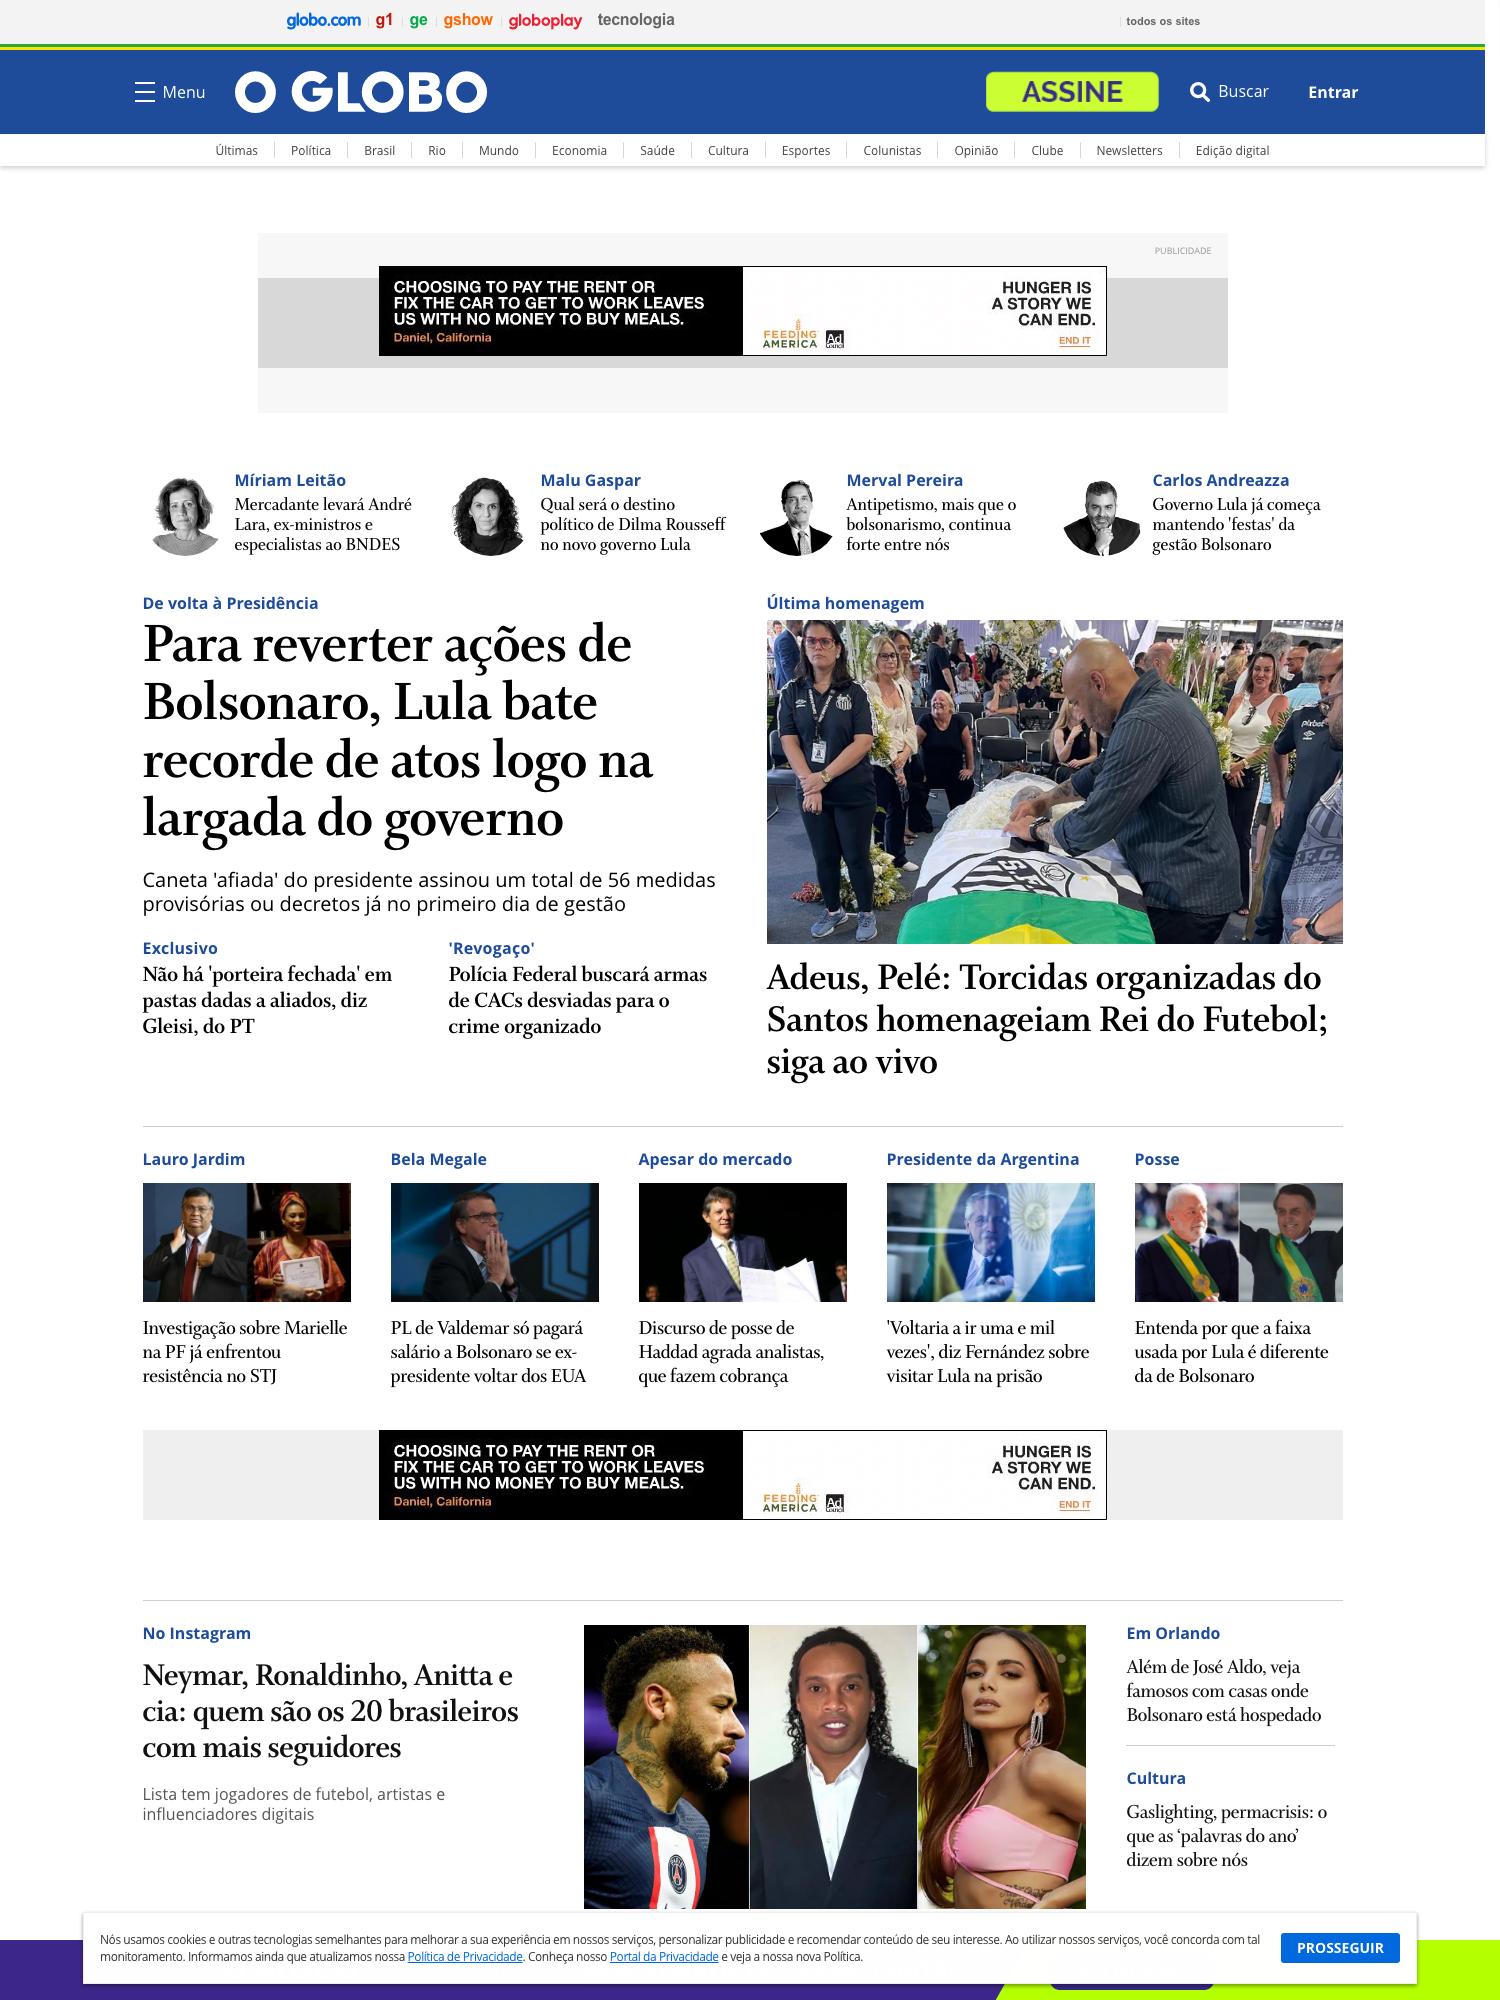 globo.com g1 ge gshow globoplay tecnologia todos os sites
Menu O GLOBO ASSINE Buscar Entrar
Últimas Política Brasil Rio Mundo Economia Saúde Cultura Esportes Colunistas Opinião Clube Newsletters Edição digital
PUBLICIDADE
CHOOSING TO PAY THE RENT OR
FIX THE CAR TO GET TO WORK LEAVES
US WITH NO MONEY TO BUY MEALS.
Daniel, California
FEEDING
AMERICA
Ad
Council
HUNGER IS
A STORY WE
CAN END.
END IT
Míriam Leitão
Mercadante levará André
Lara, ex-ministros e
especialistas ao BNDES
Malu Gaspar
Qual será o destino
político de Dilma Rousseff
no novo governo Lula
Merval Pereira
Antipetismo, mais que o
bolsonarismo, continua
forte entre nós
Carlos Andreazza
Governo Lula já começa
mantendo 'festas' da
gestão Bolsonaro
De volta à Presidência
Para reverter ações de
Bolsonaro, Lula bate
recorde de atos logo na
largada do governo
Caneta 'afiada' do presidente assinou um total de 56 medidas
provisórias ou decretos já no primeiro dia de gestão
Exclusivo
Não há 'porteira fechada' em
pastas dadas a aliados, diz
Gleisi, do PT
'Revogaço'
Polícia Federal buscará armas
de CACs desviadas para o
crime organizado
Última homenagem
Adeus, Pelé: Torcidas organizadas do
Santos homenageiam Rei do Futebol;
siga ao vivo
Lauro Jardim
Investigação sobre Marielle
na PF já enfrentou
resistência no STJ
Bela Megale
PL de Valdemar só pagará
salário a Bolsonaro se ex-
presidente voltar dos EUA
Apesar do mercado
Discurso de posse de
Haddad agrada analistas,
que fazem cobrança
Presidente da Argentina
'Voltaria a ir uma e mil
vezes', diz Fernández sobre
visitar Lula na prisão
Posse
Entenda por que a faixa
usada por Lula é diferente
da de Bolsonaro
CHOOSING TO PAY THE RENT OR
FIX THE CAR TO GET TO WORK LEAVES
US WITH NO MONEY TO BUY MEALS.
Daniel, California
FEEDING
AMERICA
Ad
Council
HUNGER IS
A STORY WE
CAN END.
END IT
No Instagram
Neymar, Ronaldinho, Anitta e
cia: quem são os 20 brasileiros
com mais seguidores
Lista tem jogadores de futebol, artistas e
influenciadores digitais
Em Orlando
Além de José Aldo, veja
famosos com casas onde
Bolsonaro está hospedado
Cultura
Gaslighting, permacrisis: o
que as ‘palavras do ano’
dizem sobre nós
Nós usamos cookies e outras tecnologias semelhantes para melhorar a sua experiência em nossos serviços, personalizar publicidade e recomendar conteúdo de seu interesse. Ao utilizar nossos serviços, você concorda com tal
monitoramento. Informamos ainda que atualizamos nossa Política de Privacidade. Conheça nosso Portal da Privacidade e veja a nossa nova Política.
PROSSEGUIR